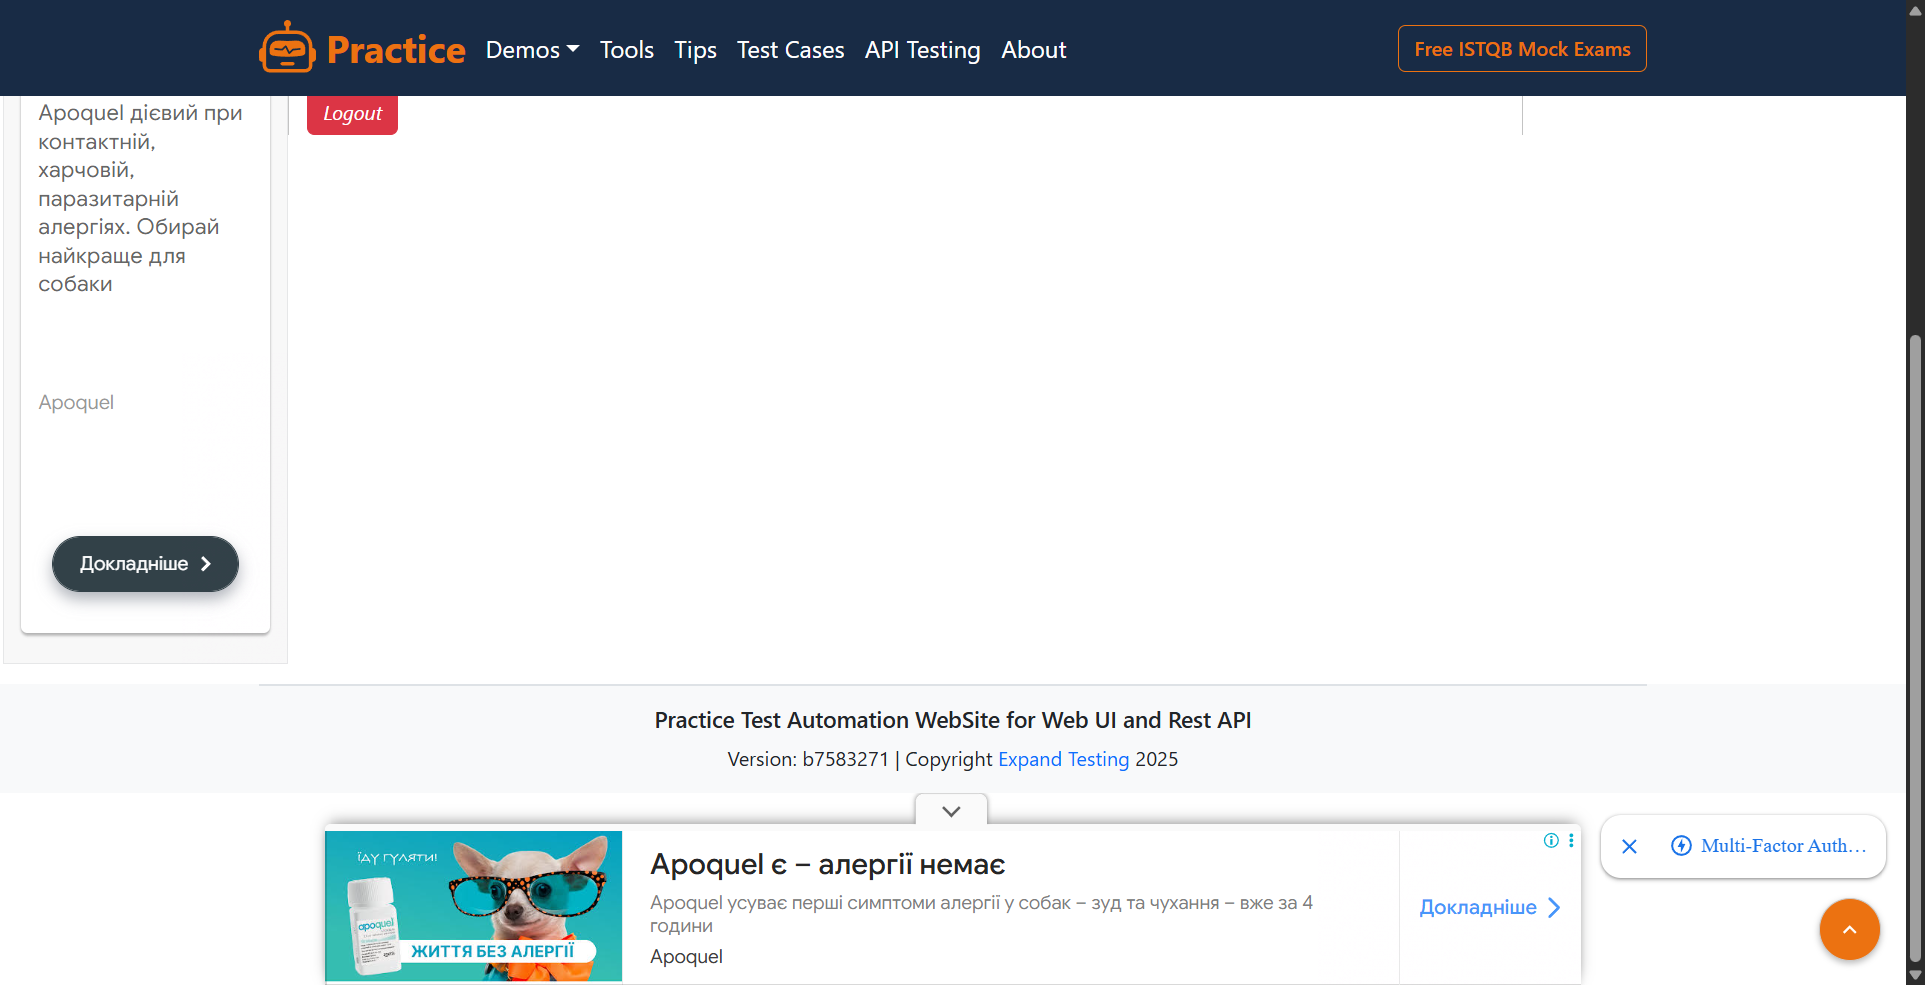 Practice
Demos
Tools
Tips
Test Cases
API Testing
About
Free ISTQB Mock Exams
Apoquel дієвий при
контактній,
харчовій,
паразитарній
алергіях. Обирай
найкраще для
собаки
Apoquel
Докладніше
Logout
Practice Test Automation WebSite for Web UI and Rest API
Version: b7583271 | Copyright Expand Testing 2025
їду гуляти!
apoquel
ЖИТТЯ БЕЗ АЛЕРГІЇ
Apoquel є – алергії немає
Apoquel усуває перші симптоми алергії у собак – зуд та чухання – вже за 4
години
Apoquel
Докладніше
Multi-Factor Auth...